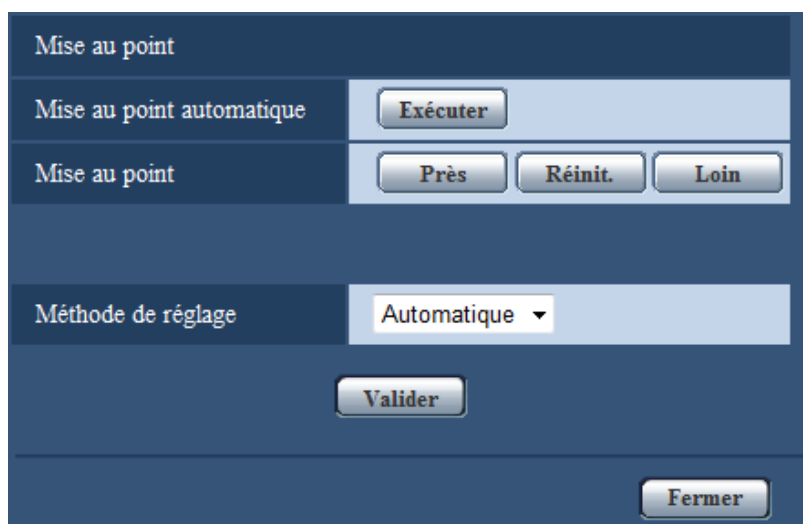 Mise au point
Mise au point automatique Exécuter
Mise au point Près Réinit. Loin
Méthode de réglage Automatique
Valider
Fermer